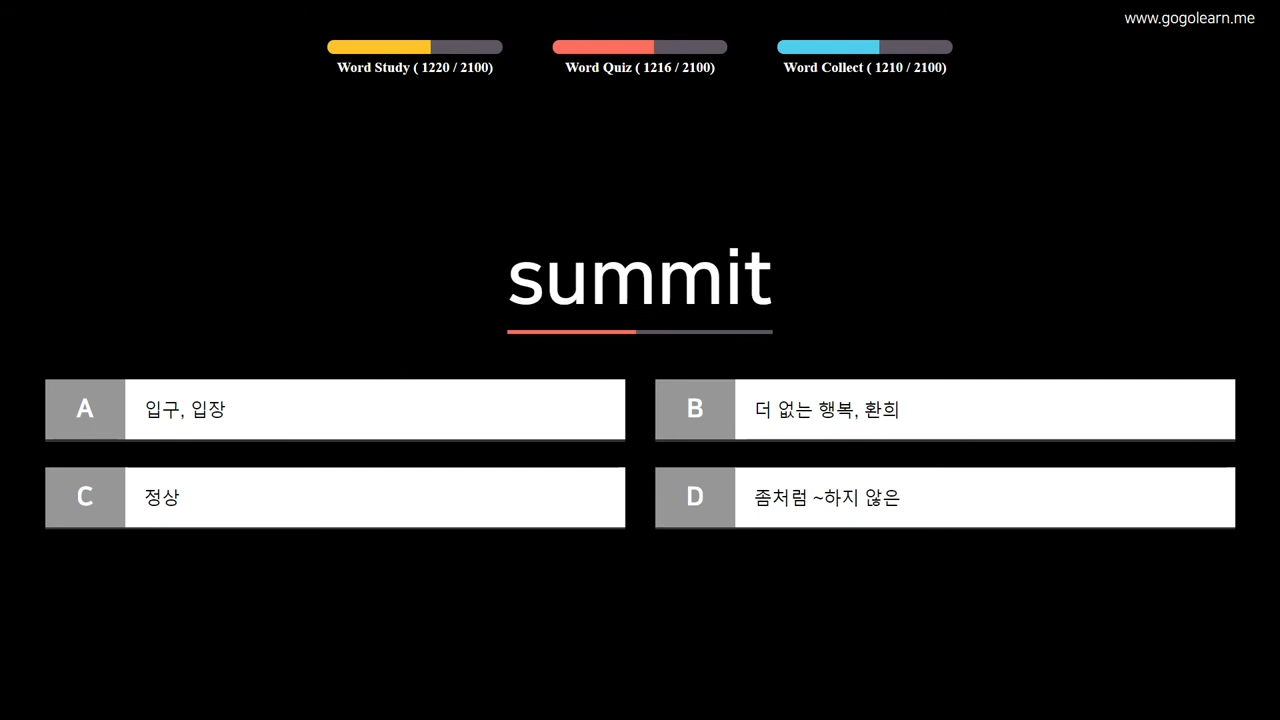 www.gogolearn.me
Word Study ( 1220 / 2100)
Word Quiz ( 1216 / 2100)
Word Collect ( 1210 / 2100)
summit
A 입구, 입장
B 더 없는 행복, 환희
C 정상
D 좀처럼 ~하지 않은